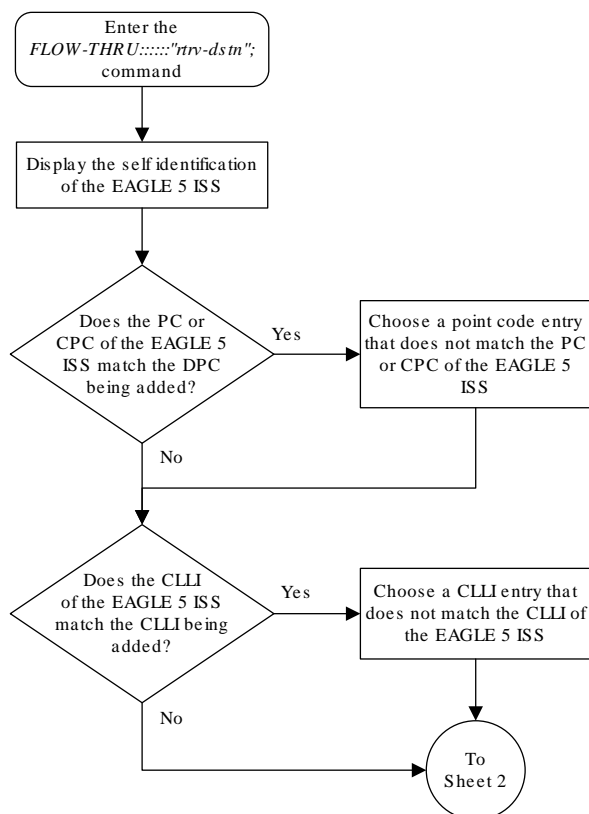 Enter the
FLOW-THRU::::::"rtrv-dstn";
command
Display the self identification
of the EAGLE 5 ISS
Does the PC or
CPC of the EAGLE 5
ISS match the DPC
being added?
Yes
Choose a point code entry
that does not match the PC
or CPC of the EAGLE 5
ISS
No
Does the CLLI
of the EAGLE 5 ISS
match the CLLI being
added?
Yes
Choose a CLLI entry that
does not match the CLLI of
the EAGLE 5 ISS
No
To
Sheet 2